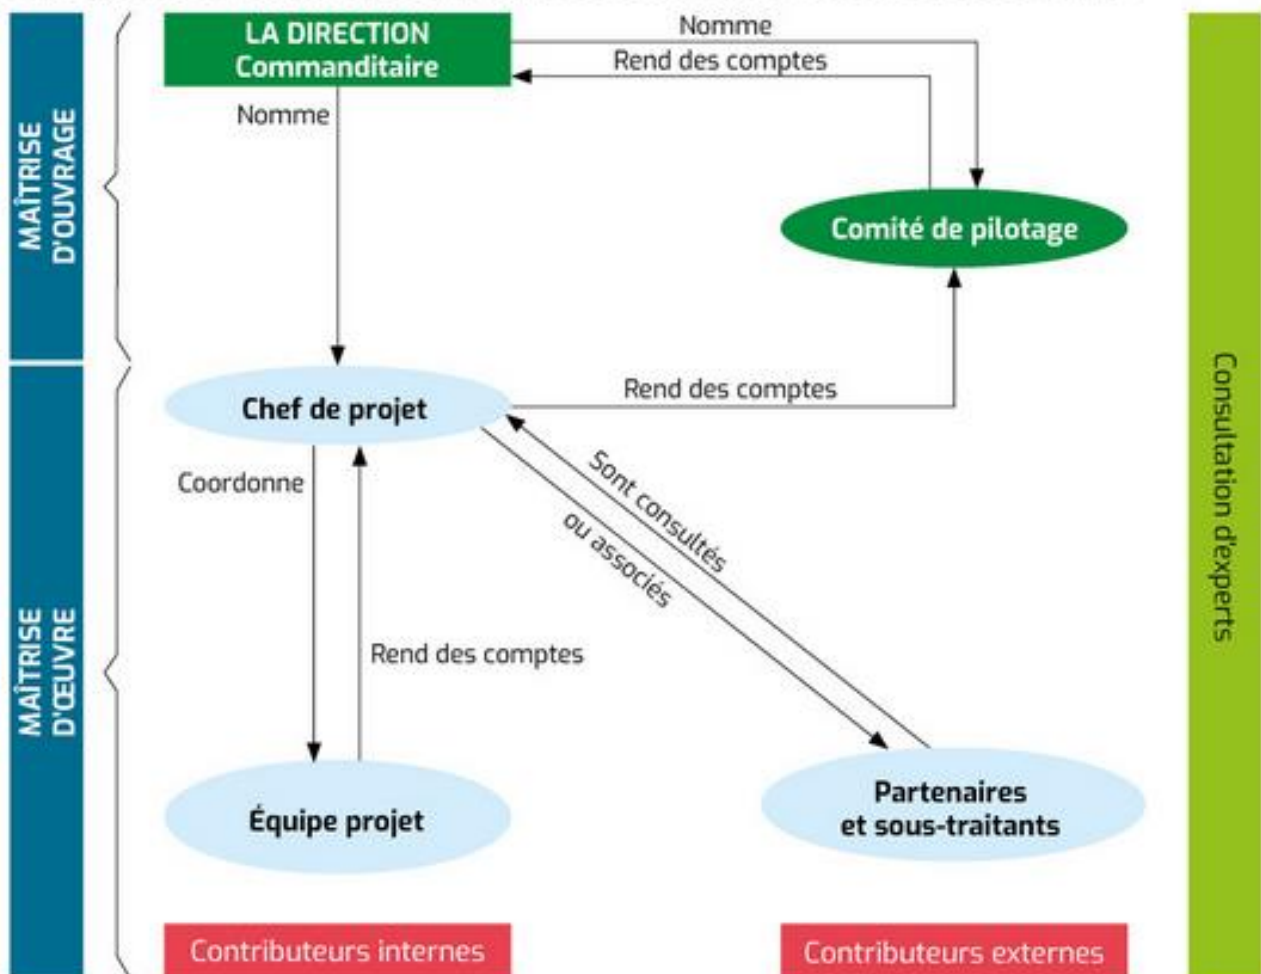 LA DIRECTION
Commanditaire
Nomme
Rend des comptes
Nomme
MAÎTRISE
D'OUVRAGE
Comité de pilotage
Chef de projet
Rend des comptes
Consultation d'experts
Coordonne
Sont consultés
ou associés
Rend des comptes
MAÎTRISE
D'ŒUVRE
Équipe projet
Partenaires
et sous-traitants
Contributeurs internes
Contributeurs externes